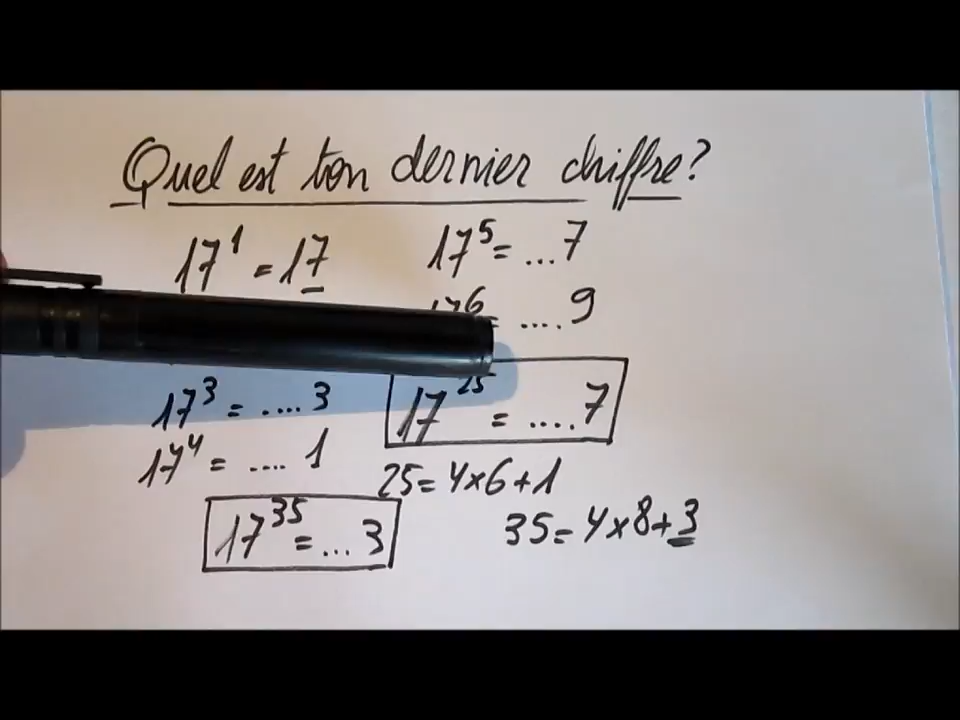 Quel est ton dernier chiffre?
17¹ = 17
17⁵ = ...7
⁶ = ....9
17³ = ....3
17²⁵ = ....7
17⁴ = .... 1
25 = 4×6+1
17³⁵ = ... 3
35 = 4×8+3